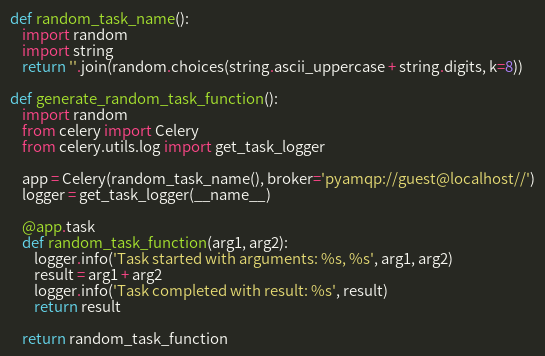 def random_task_name():
    import random
    import string
    return ''.join(random.choices(string.ascii_uppercase + string.digits, k=8))

def generate_random_task_function():
    import random
    from celery import Celery
    from celery.utils.log import get_task_logger

    app = Celery(random_task_name(), broker='pyamqp://guest@localhost//')
    logger = get_task_logger(__name__)

    @app.task
    def random_task_function(arg1, arg2):
        logger.info('Task started with arguments: %s, %s', arg1, arg2)
        result = arg1 + arg2
        logger.info('Task completed with result: %s', result)
        return result

    return random_task_function